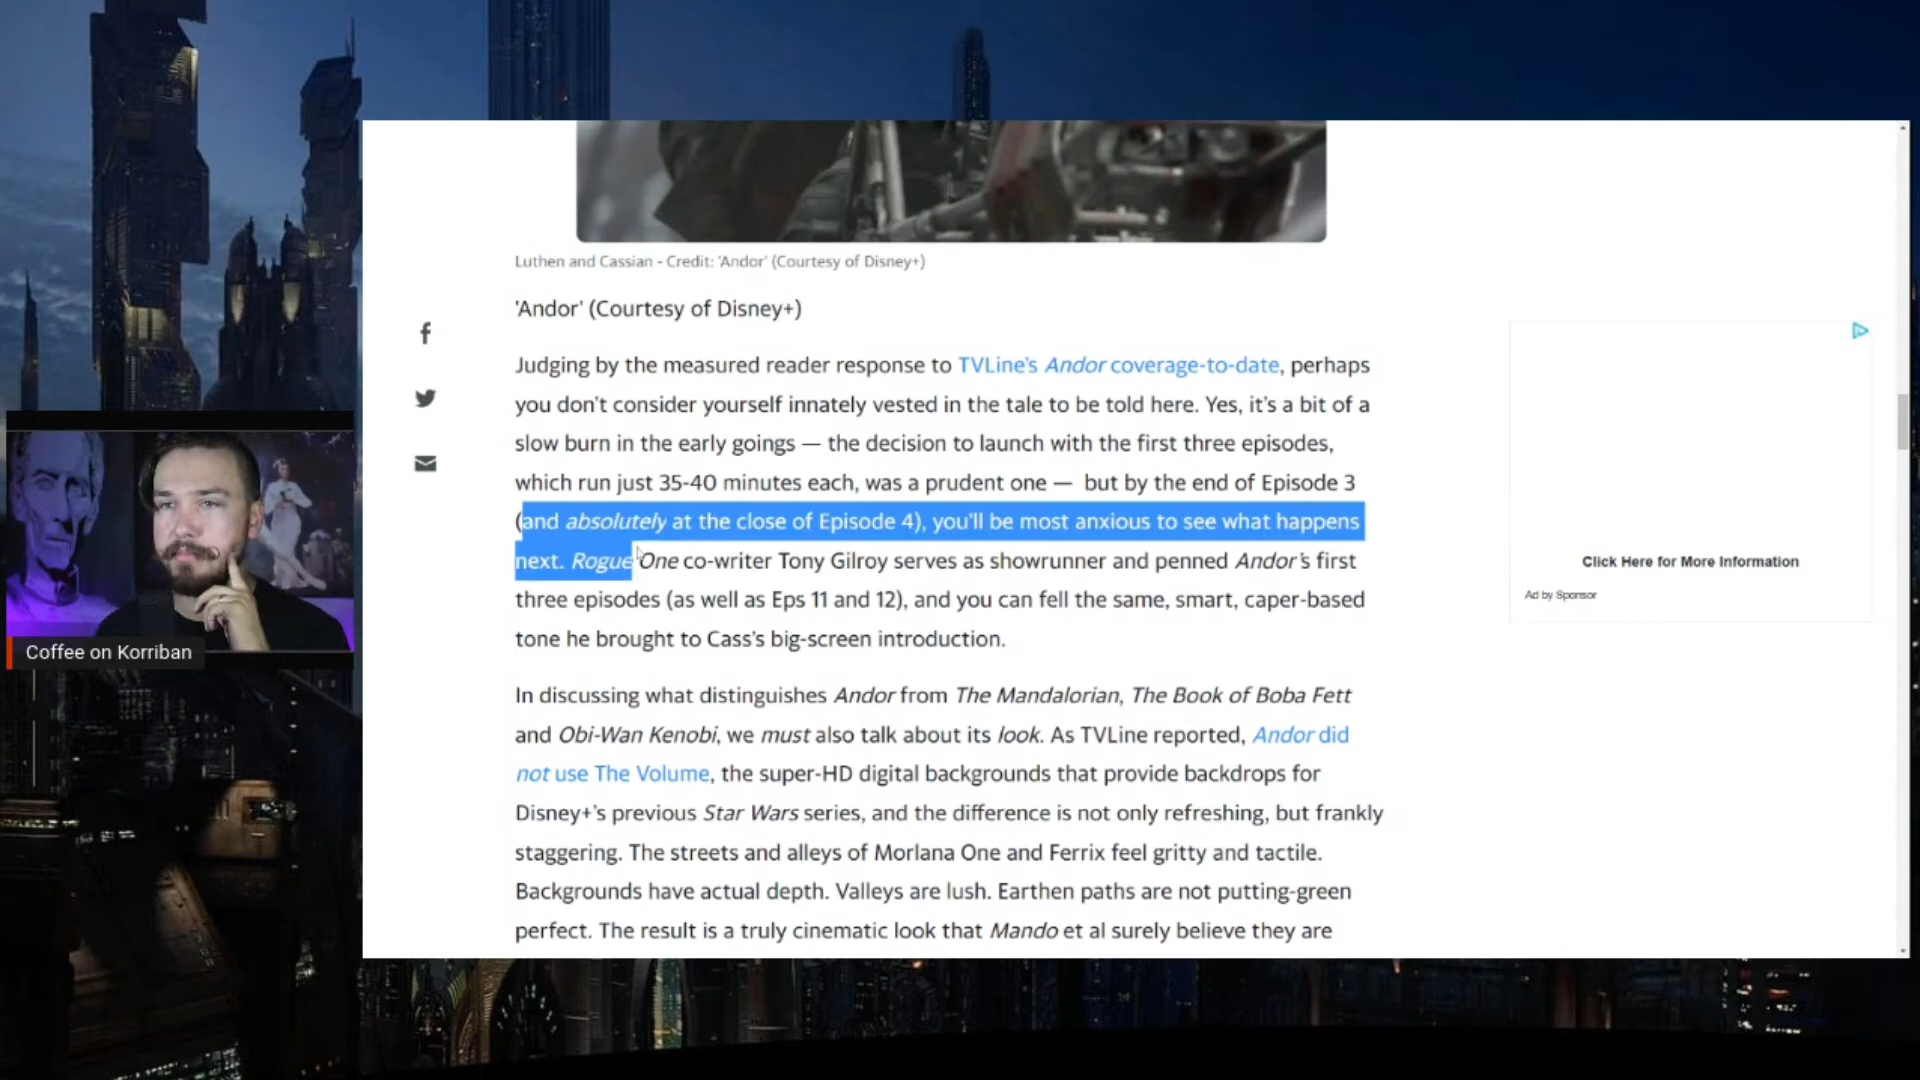 Luthen and Cassian - Credit: 'Andor' (Courtesy of Disney+)
'Andor' (Courtesy of Disney+)
Judging by the measured reader response to TVLine's Andor coverage-to-date, perhaps
you don't consider yourself innately vested in the tale to be told here. Yes, it's a bit of a
slow burn in the early goings — the decision to launch with the first three episodes,
which run just 35-40 minutes each, was a prudent one — but by the end of Episode 3
(and absolutely at the close of Episode 4), you'll be most anxious to see what happens
next. Rogue One co-writer Tony Gilroy serves as showrunner and penned Andor's first
three episodes (as well as Eps 11 and 12), and you can fell the same, smart, caper-based
tone he brought to Cass's big-screen introduction.
In discussing what distinguishes Andor from The Mandalorian, The Book of Boba Fett
and Obi-Wan Kenobi, we must also talk about its look. As TVLine reported, Andor did
not use The Volume, the super-HD digital backgrounds that provide backdrops for
Disney+'s previous Star Wars series, and the difference is not only refreshing, but frankly
staggering. The streets and alleys of Morlana One and Ferrix feel gritty and tactile.
Backgrounds have actual depth. Valleys are lush. Earthen paths are not putting-green
perfect. The result is a truly cinematic look that Mando et al surely believe they are
Click Here for More Information
Ad by Sponsor
Coffee on Korriban